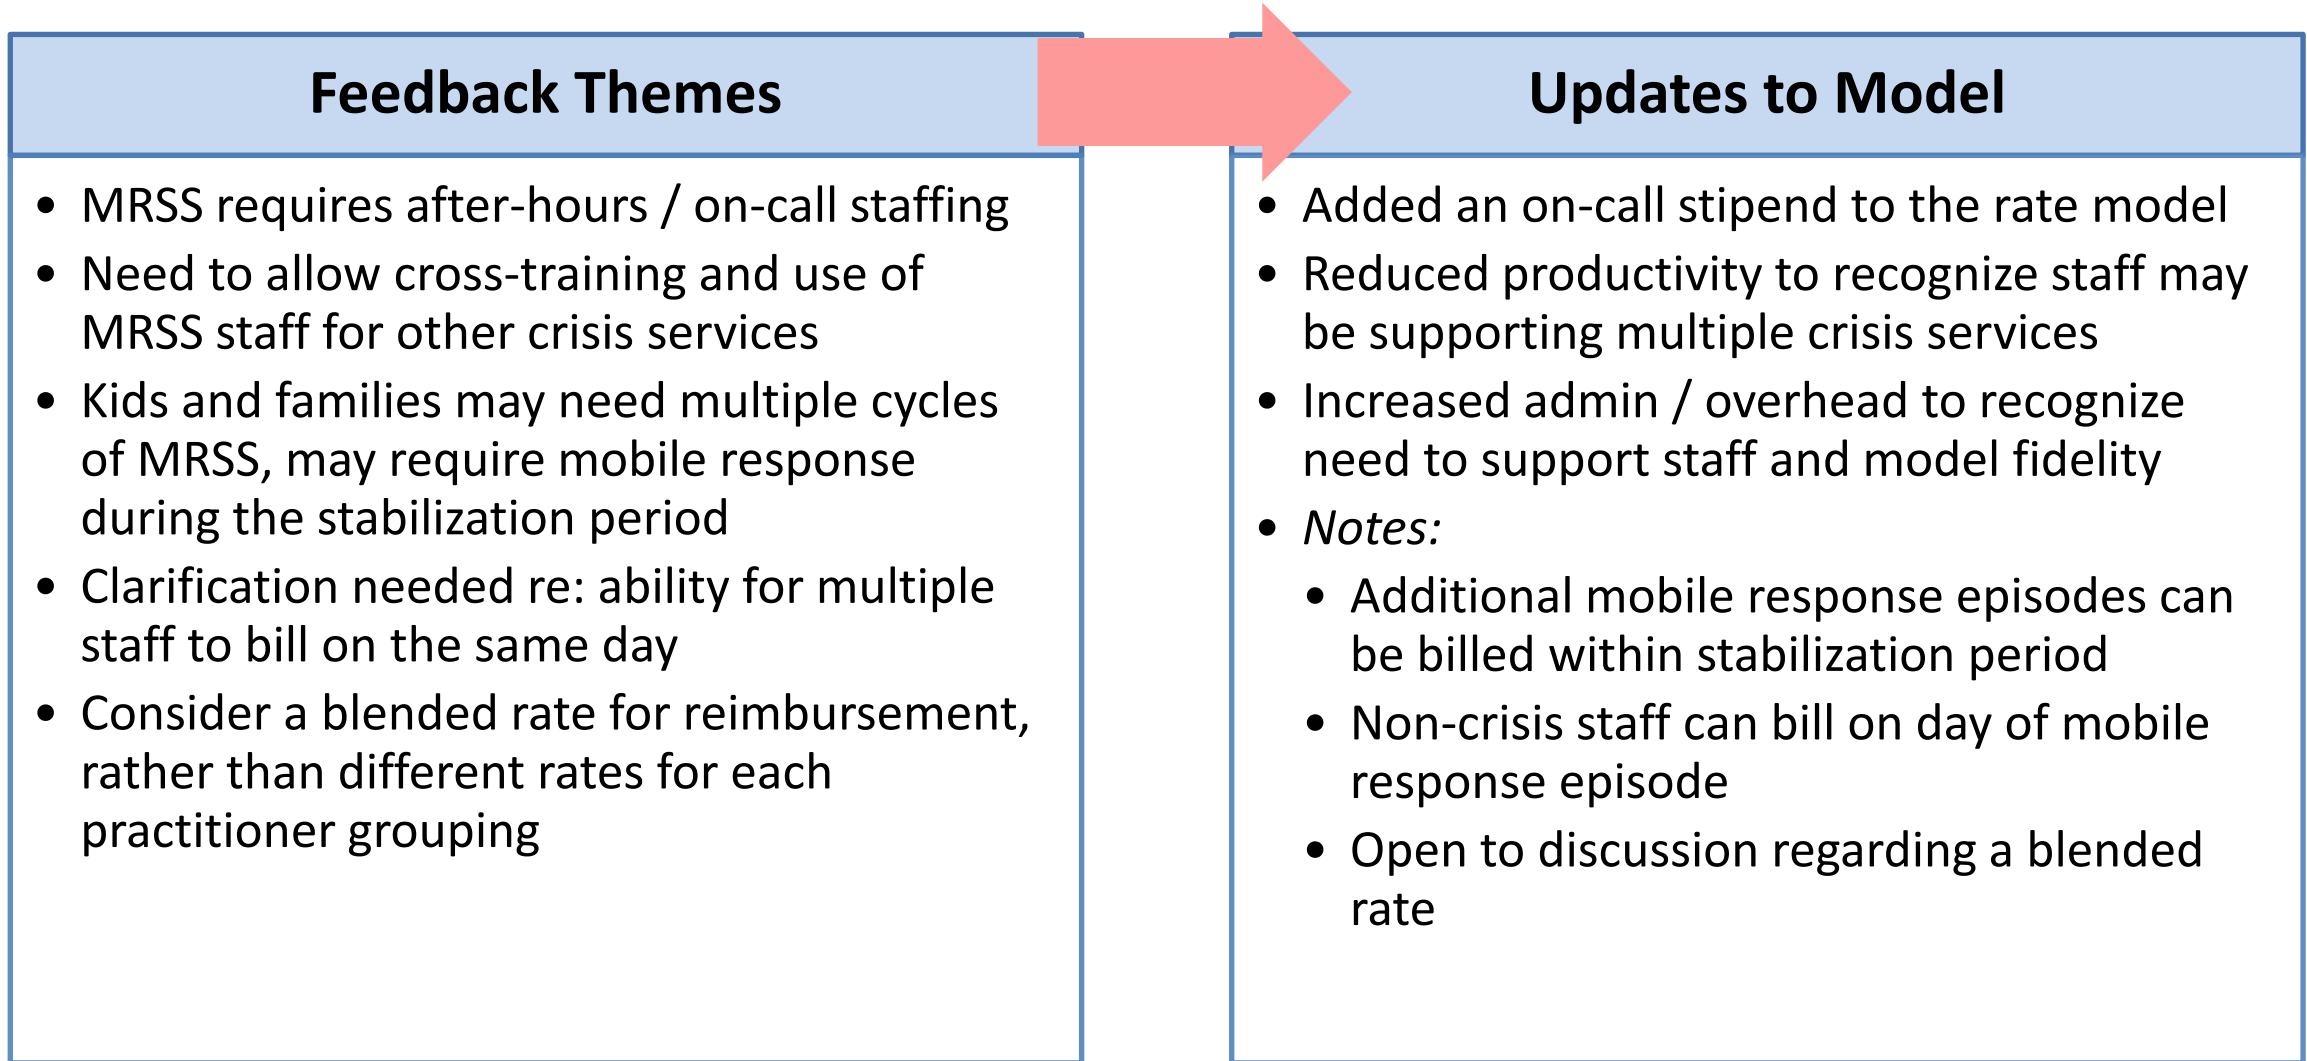 Feedback Themes
• MRSS requires after-hours / on-call staffing
• Need to allow cross-training and use of
MRSS staff for other crisis services
• Kids and families may need multiple cycles
of MRSS, may require mobile response
during the stabilization period
• Clarification needed re: ability for multiple
staff to bill on the same day
• Consider a blended rate for reimbursement,
rather than different rates for each
practitioner grouping
Updates to Model
• Added an on-call stipend to the rate model
• Reduced productivity to recognize staff may
be supporting multiple crisis services
• Increased admin / overhead to recognize
need to support staff and model fidelity
• Notes:
• Additional mobile response episodes can
be billed within stabilization period
• Non-crisis staff can bill on day of mobile
response episode
• Open to discussion regarding a blended
rate